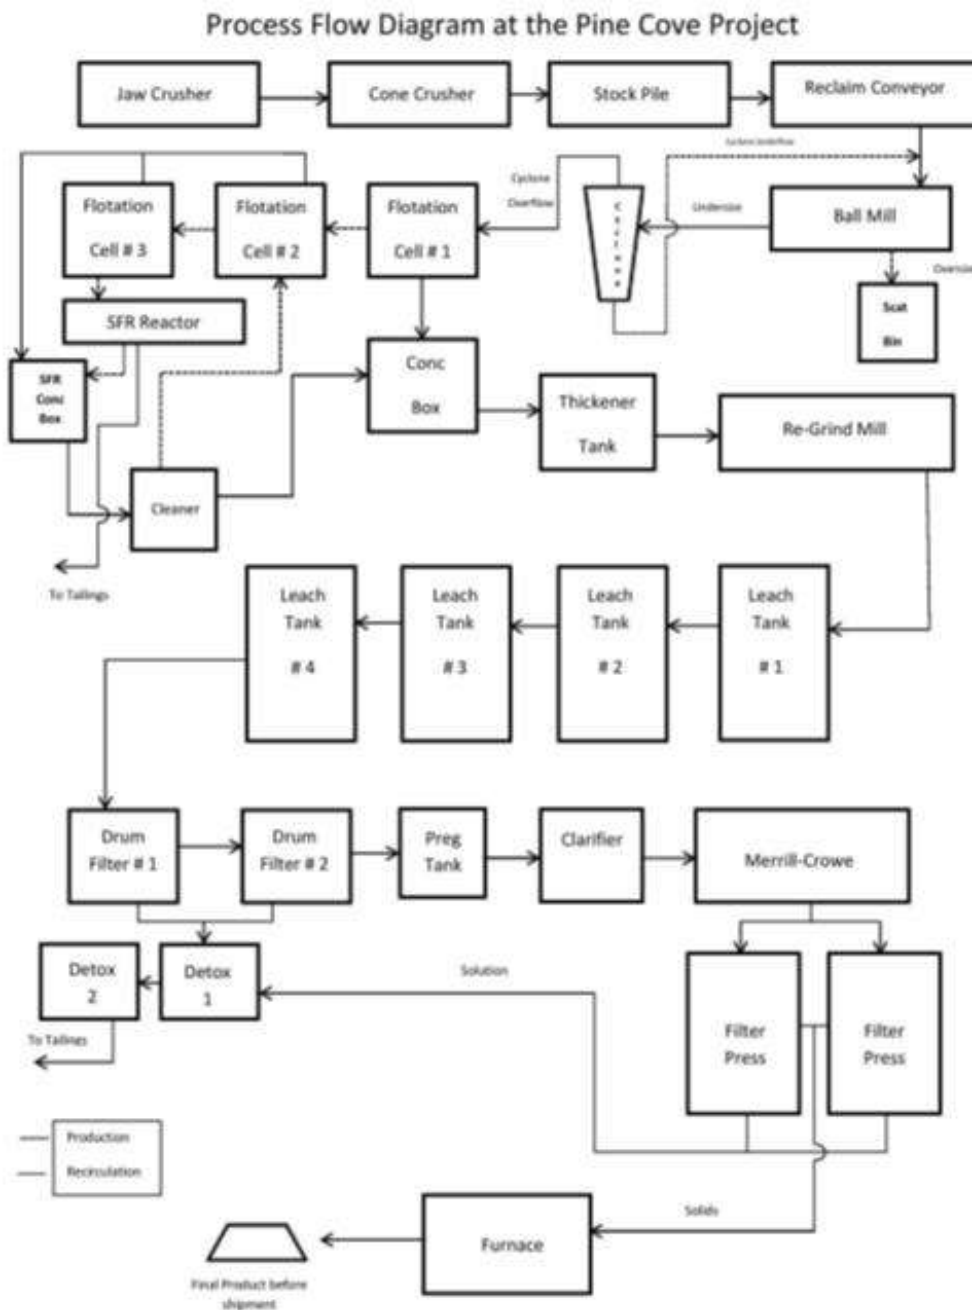 Process Flow Diagram at the Pine Cove Project
Jaw Crusher
Cone Crusher
Stock Pile
Reclaim Conveyor
Cyclone Underflow
Flotation
Cell # 3
Flotation
Cell # 2
Flotation
Cell # 1
Cyclone
Overflow
Cyclone
Undersize
Ball Mill
Oversize
Scat
Bin
SFR Reactor
SFR
Conc
Box
Conc
Box
Thickener
Tank
Re-Grind Mill
Cleaner
To Tailings
Leach
Tank
# 4
Leach
Tank
# 3
Leach
Tank
# 2
Leach
Tank
# 1
Drum
Filter # 1
Drum
Filter # 2
Preg
Tank
Clarifier
Merrill-Crowe
Detox
2
Detox
1
Solution
Filter
Press
Filter
Press
To Tailings
Production
Recirculation
Solids
Furnace
Final Product before
shipment